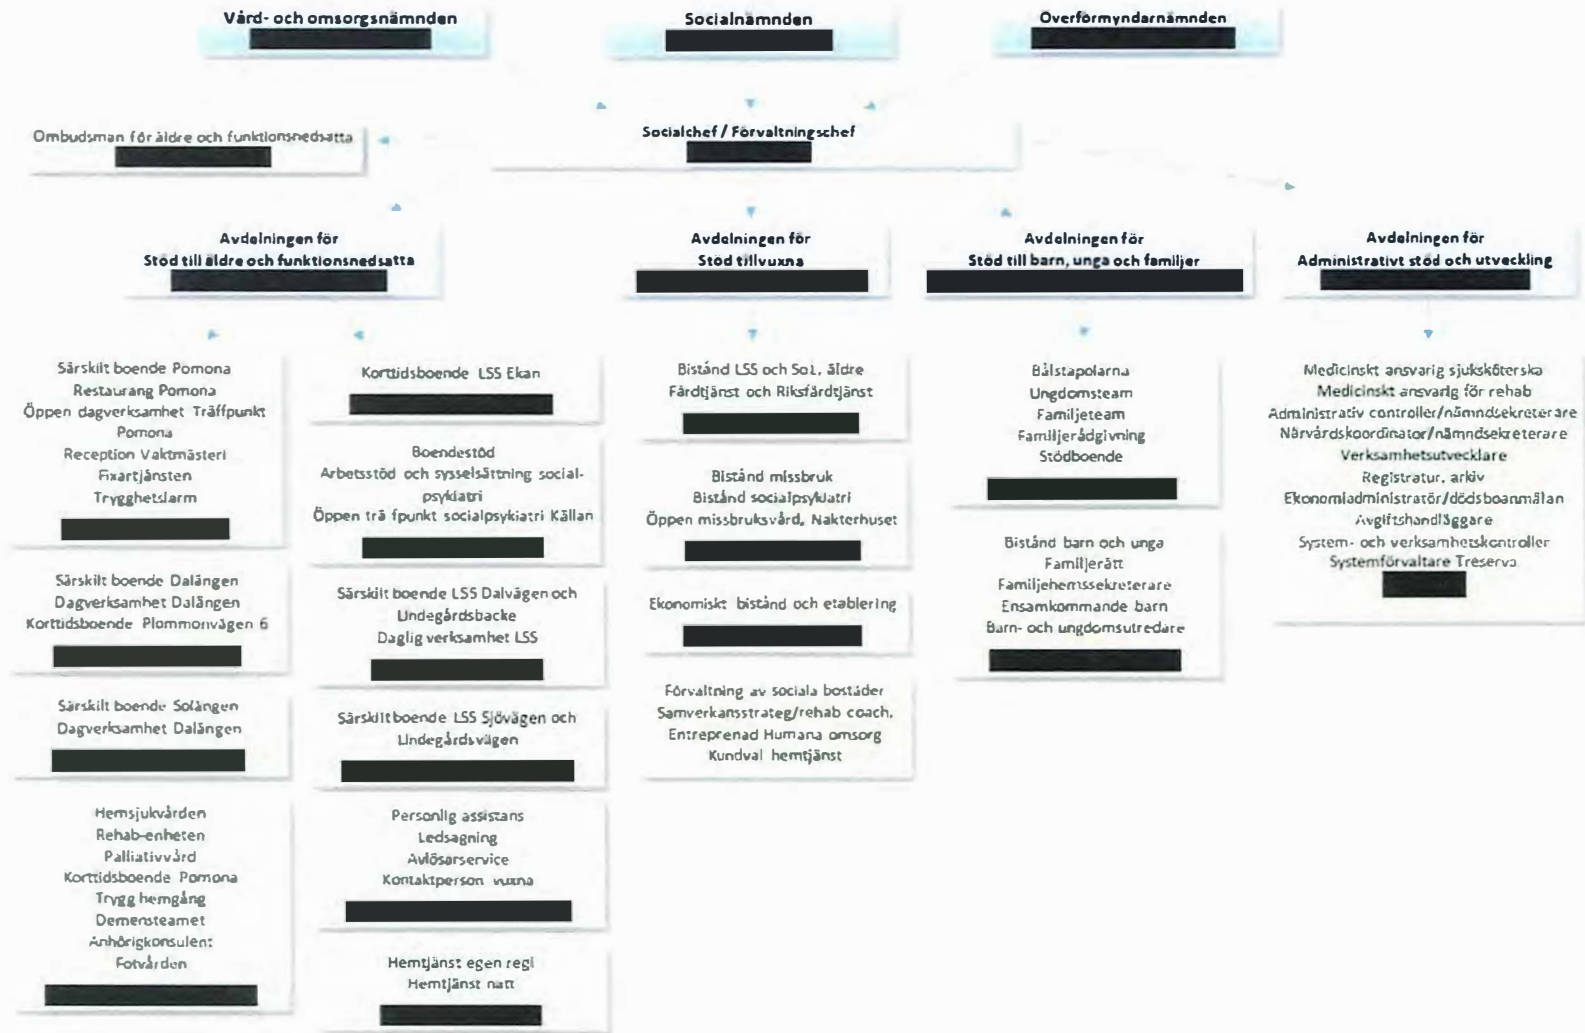 Vård- och omsorgsnämnden
Socialnämnden
Överförmyndarnämnden
Ombudsman för äldre och funktionsnedsatta
Socialchef / Förvaltningschef
Avdelningen för
Stöd till äldre och funktionsnedsatta
Avdelningen för
Stöd till vuxna
Avdelningen för
Stöd till barn, unga och familjer
Avdelningen för
Administrativt stöd och utveckling
Särskilt boende Pomona
Restaurang Pomona
Öppen dagverksamhet Träffpunkt
Pomona
Reception Vaktmästeri
Fixartjänsten
Trygghetslarm
Särskilt boende Dalängen
Dagverksamhet Dalängen
Korttidsboende Plommonvägen 6
Särskilt boende Solängen
Dagverksamhet Dalängen
Hemsjukvården
Rehab-enheten
Palliativvård
Korttidsboende Pomona
Trygg hemgång
Demensteamet
Anhörigkonsulent
Fotvården
Korttidsboende LSS Ekan
Boendestöd
Arbetsstöd och sysselsättning social-
psykiatri
Öppen trä fpunkt socialpsykiatri Källan
Särskilt boende LSS Dalvägen och
Lindegårdsbacke
Daglig verksamhet LSS
Särskilt boende LSS Sjövägen och
Lindegårdsvägen
Personlig assistans
Ledsagning
Avlösarservice
Kontaktperson vuxna
Hemtjänst egen regi
Hemtjänst natt
Bistånd LSS och SoL, äldre
Färdtjänst och Riksfärdtjänst
Bistånd missbruk
Bistånd socialpsykiatri
Öppen missbruksvård, Nakterhuset
Ekonomiskt bistånd och etablering
Förvaltning av sociala bostäder
Samverkansstrateg/rehab coach,
Entreprenad Humana omsorg
Kundval hemtjänst
Bålstapolarna
Ungdomsteam
Familjeteam
Familjerådgivning
Stödboende
Bistånd barn och unga
Familjerätt
Familjehemssekreterare
Ensamkommande barn
Barn- och ungdomsutredare
Medicinskt ansvarig sjuksköterska
Medicinskt ansvarig för rehab
Administrativ controller/nämndsekreterare
Närvårdskoordinator/nämndsekreterare
Verksamhetsutvecklare
Registratur, arkiv
Ekonomiadministratör/dödsboanmälan
Avgiftshandläggare
System- och verksamhetskontroller
Systemförvaltare Treserva